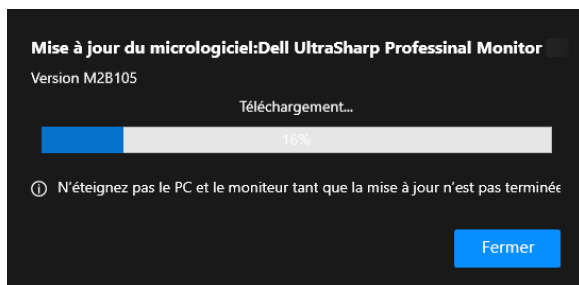 Mise à jour du micrologiciel:Dell UltraSharp Professinal Monitor
Version M2B105
Téléchargement...
16%
N'éteignez pas le PC et le moniteur tant que la mise à jour n'est pas terminée
Fermer